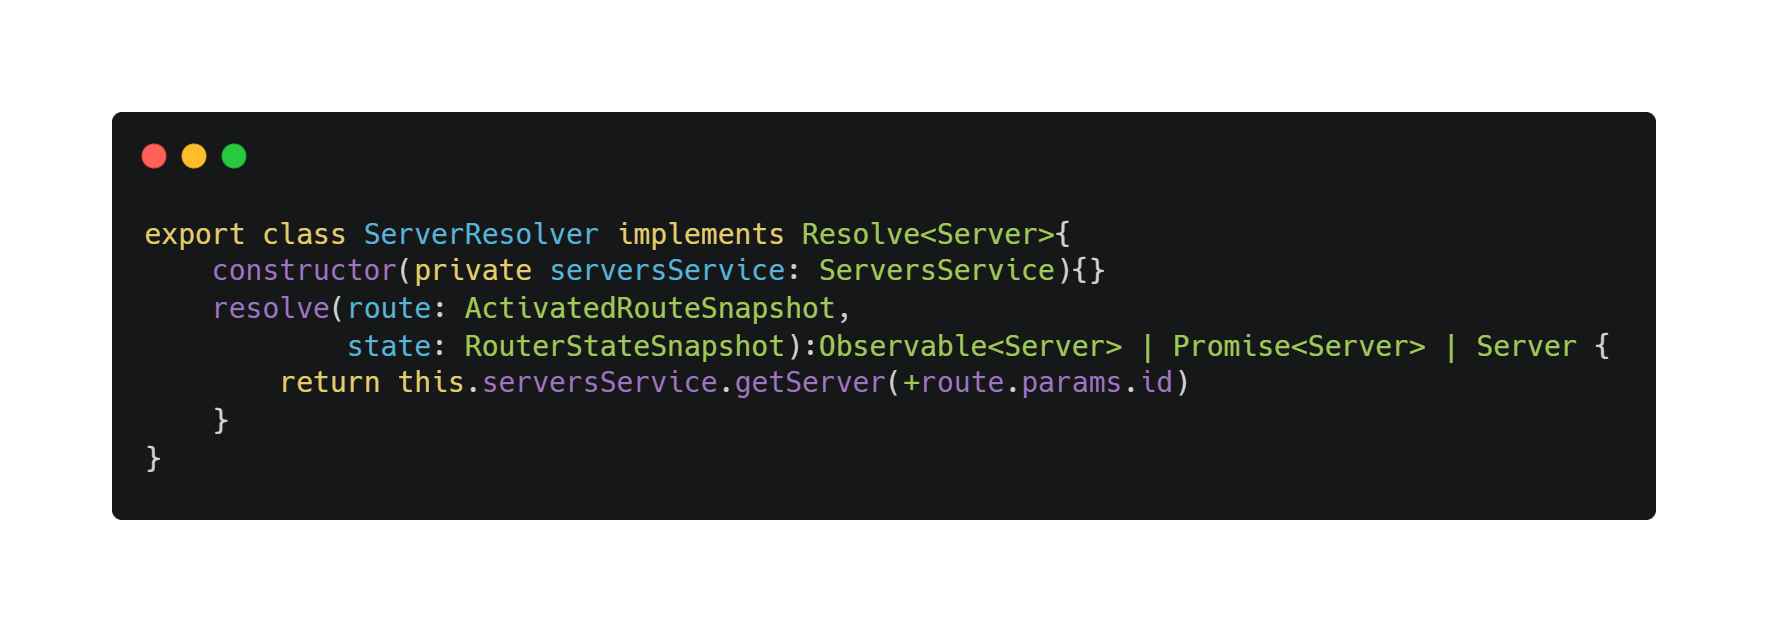 export class ServerResolver implements Resolve<Server>{
    constructor(private serversService: ServersService){}
    resolve(route: ActivatedRouteSnapshot,
            state: RouterStateSnapshot):Observable<Server> | Promise<Server> | Server {
        return this.serversService.getServer(+route.params.id)
    }
}